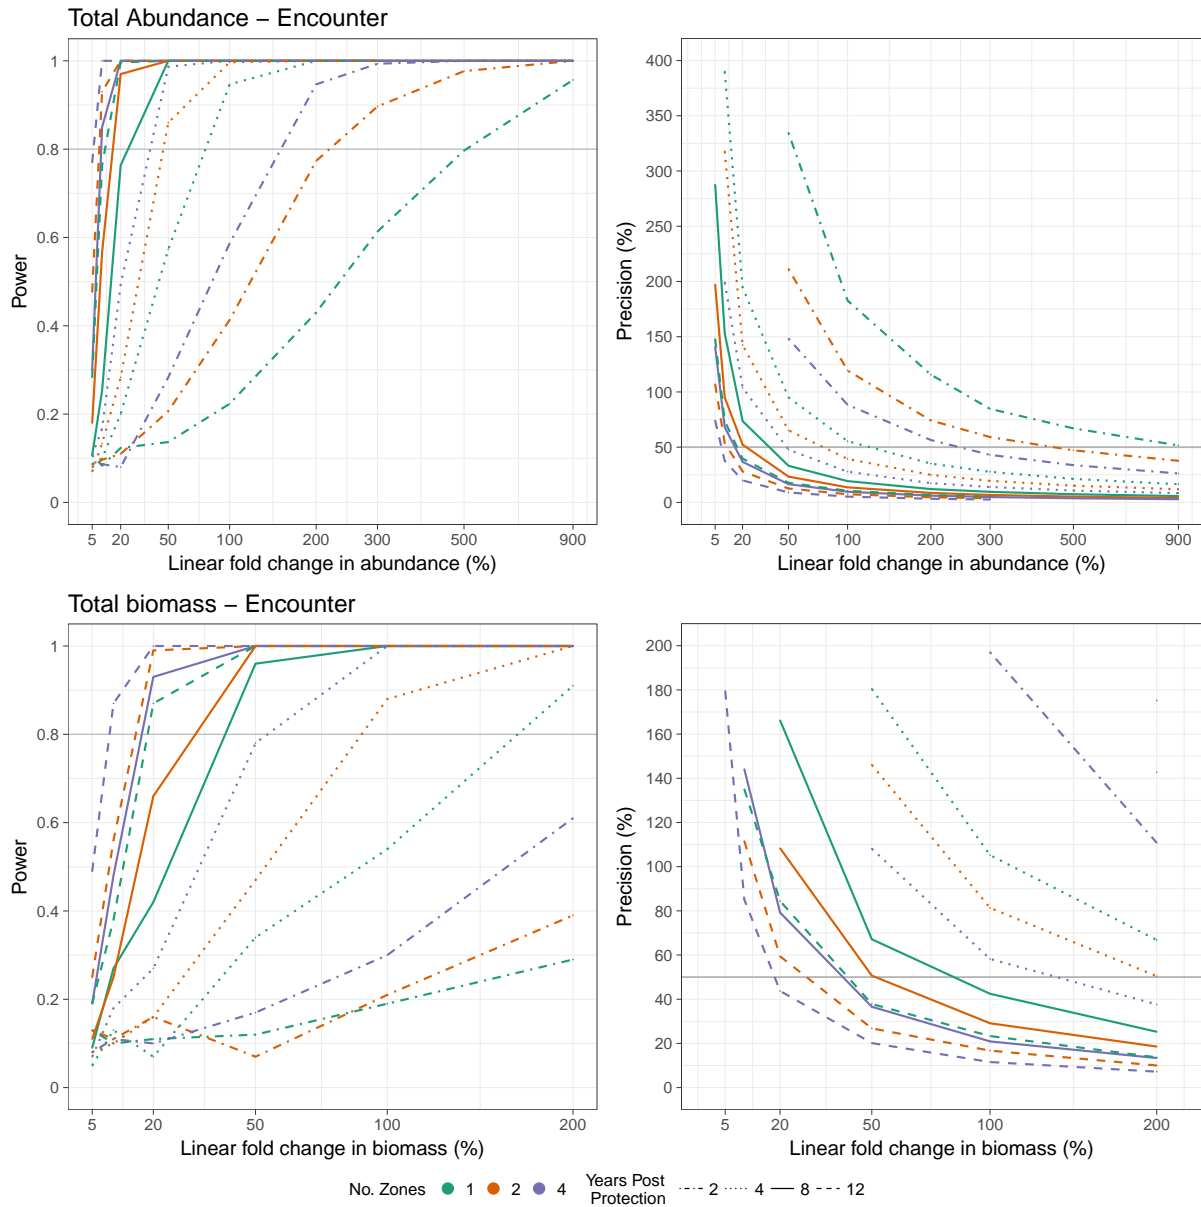 Total Abundance – Encounter
1
0.8
0.6
0.4
0.2
0
Power
5 20 50 100 200 300 500 900
Linear fold change in abundance (%)
400
350
300
250
200
150
100
50
0
Precision (%)
5 20 50 100 200 300 500 900
Linear fold change in abundance (%)
Total biomass – Encounter
1
0.8
0.6
0.4
0.2
0
Power
5 20 50 100 200
Linear fold change in biomass (%)
200
180
160
140
120
100
80
60
40
20
0
Precision (%)
5 20 50 100 200
Linear fold change in biomass (%)
No. Zones 1 2 4
Years Post
Protection 2 4 8 12